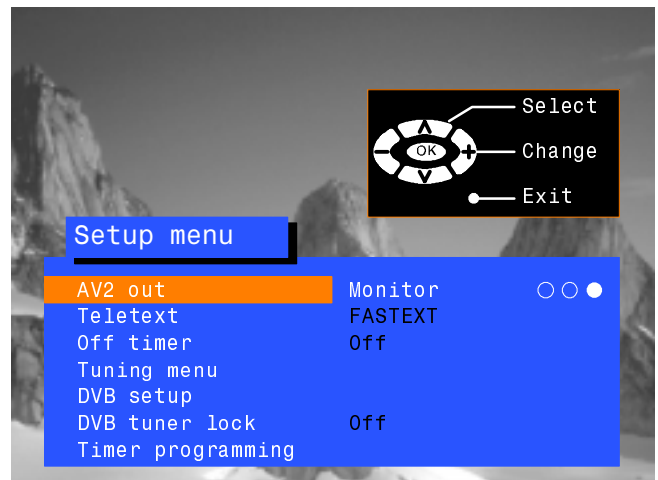 Select
OK
Change
Exit
Setup menu
AV2 out Monitor
Teletext FASTEXT
Off timer Off
Tuning menu
DVB setup
DVB tuner lock Off
Timer programming